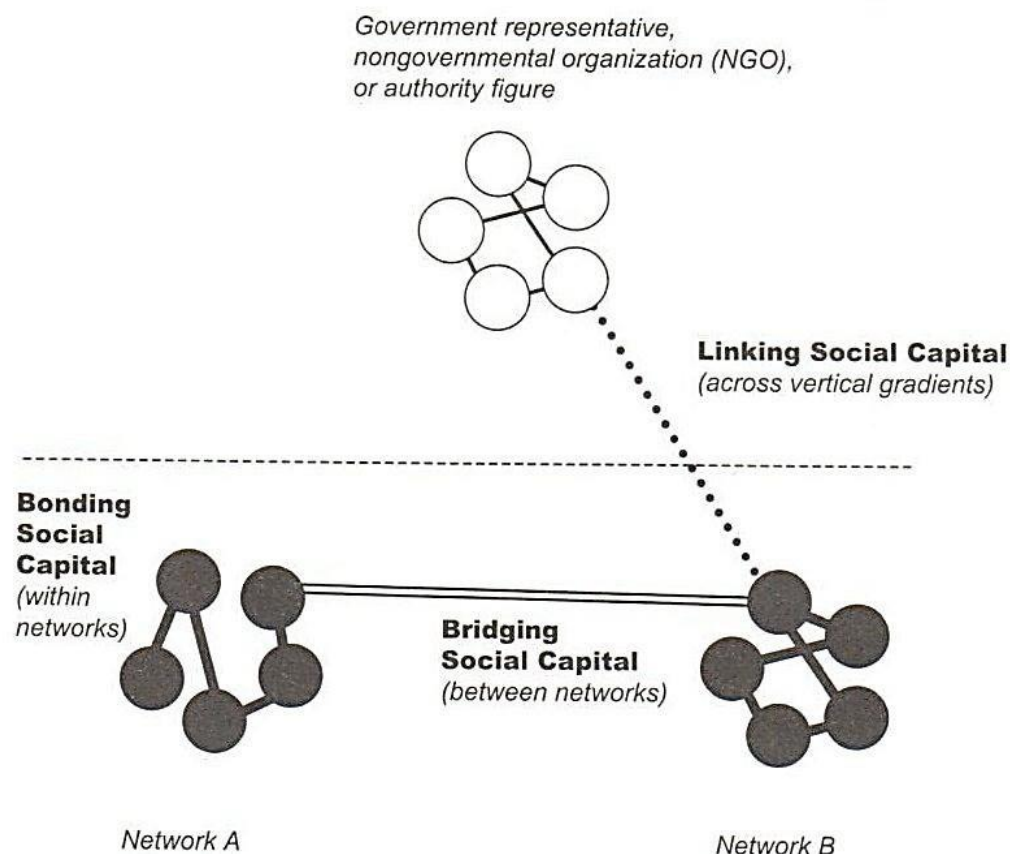 Government representative,
nongovernmental organization (NGO),
or authority figure
Linking Social Capital
(across vertical gradients)
Bonding
Social
Capital
(within
networks)
Bridging
Social Capital
(between networks)
Network A
Network B